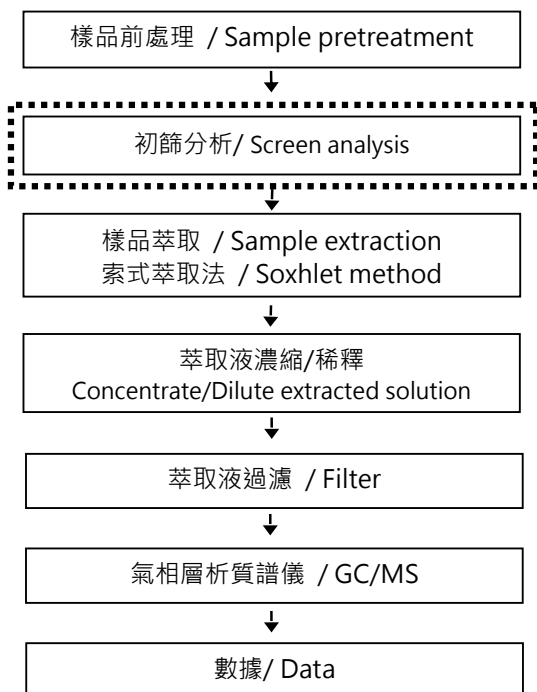 樣品前處理 / Sample pretreatment
初篩分析/ Screen analysis
樣品萃取 / Sample extraction
索式萃取法 / Soxhlet method
萃取液濃縮/稀釋
Concentrate/Dilute extracted solution
萃取液過濾 / Filter
氣相層析質譜儀 / GC/MS
數據/ Data